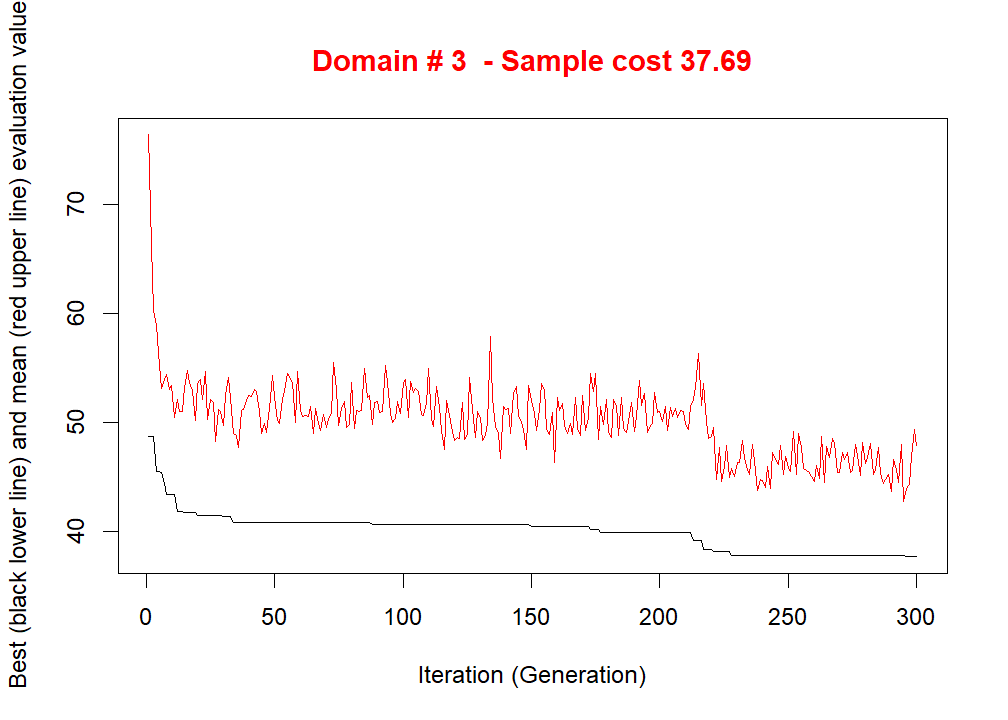 Domain # 3  - Sample cost 37.69
Best (black lower line) and mean (red upper line) evaluation value
70
60
50
40
0 50 100 150 200 250 300
Iteration (Generation)